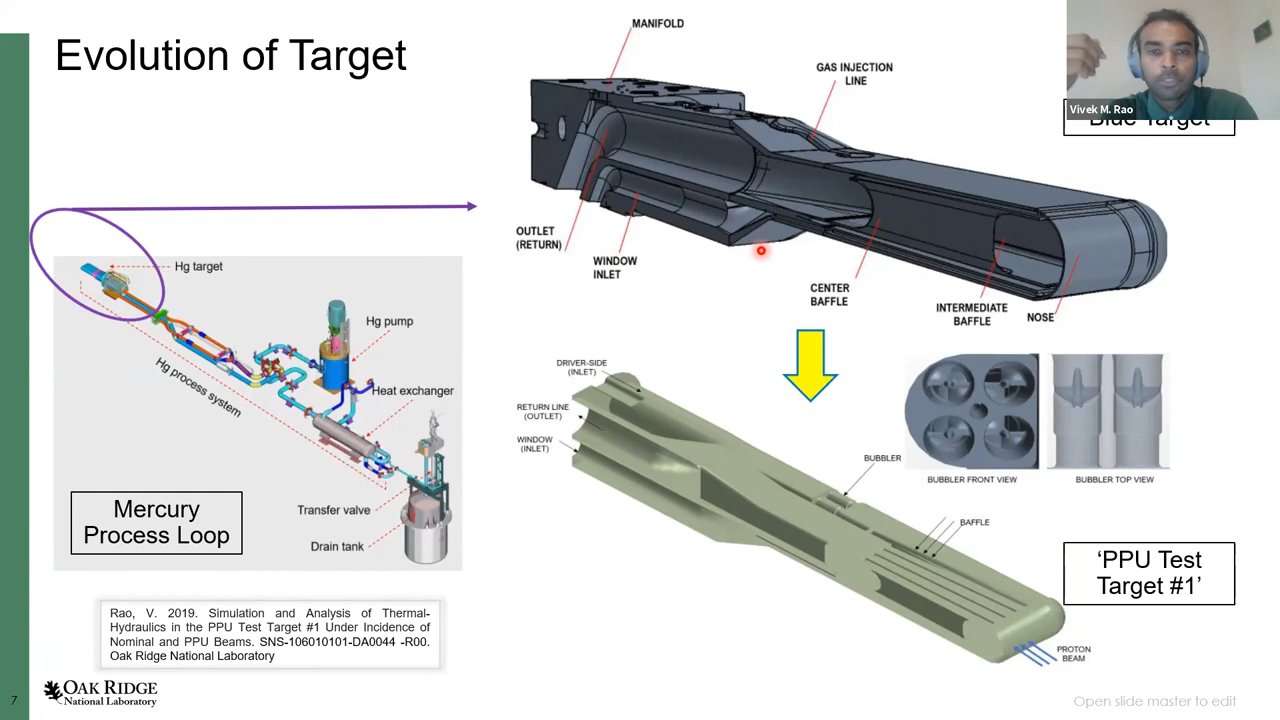 Evolution of Target
MANIFOLD
GAS INJECTION
LINE
Vivek M. Rao
Blue Target
OUTLET
(RETURN)
WINDOW
INLET
CENTER
BAFFLE
INTERMEDIATE
BAFFLE
NOSE
Hg target
Hg pump
Hg process system
Heat exchanger
Transfer valve
Drain tank
Mercury
Process Loop
DRIVER-SIDE
(INLET)
RETURN LINE
(OUTLET)
WINDOW
(INLET)
BUBBLER
BAFFLE
BUBBLER FRONT VIEW
BUBBLER TOP VIEW
‘PPU Test
Target #1’
PROTON
BEAM
Rao, V. 2019. Simulation and Analysis of Thermal-
Hydraulics in the PPU Test Target #1 Under Incidence of
Nominal and PPU Beams. SNS-106010101-DA0044 -R00.
Oak Ridge National Laboratory
7
OAK RIDGE
National Laboratory
Open slide master to edit